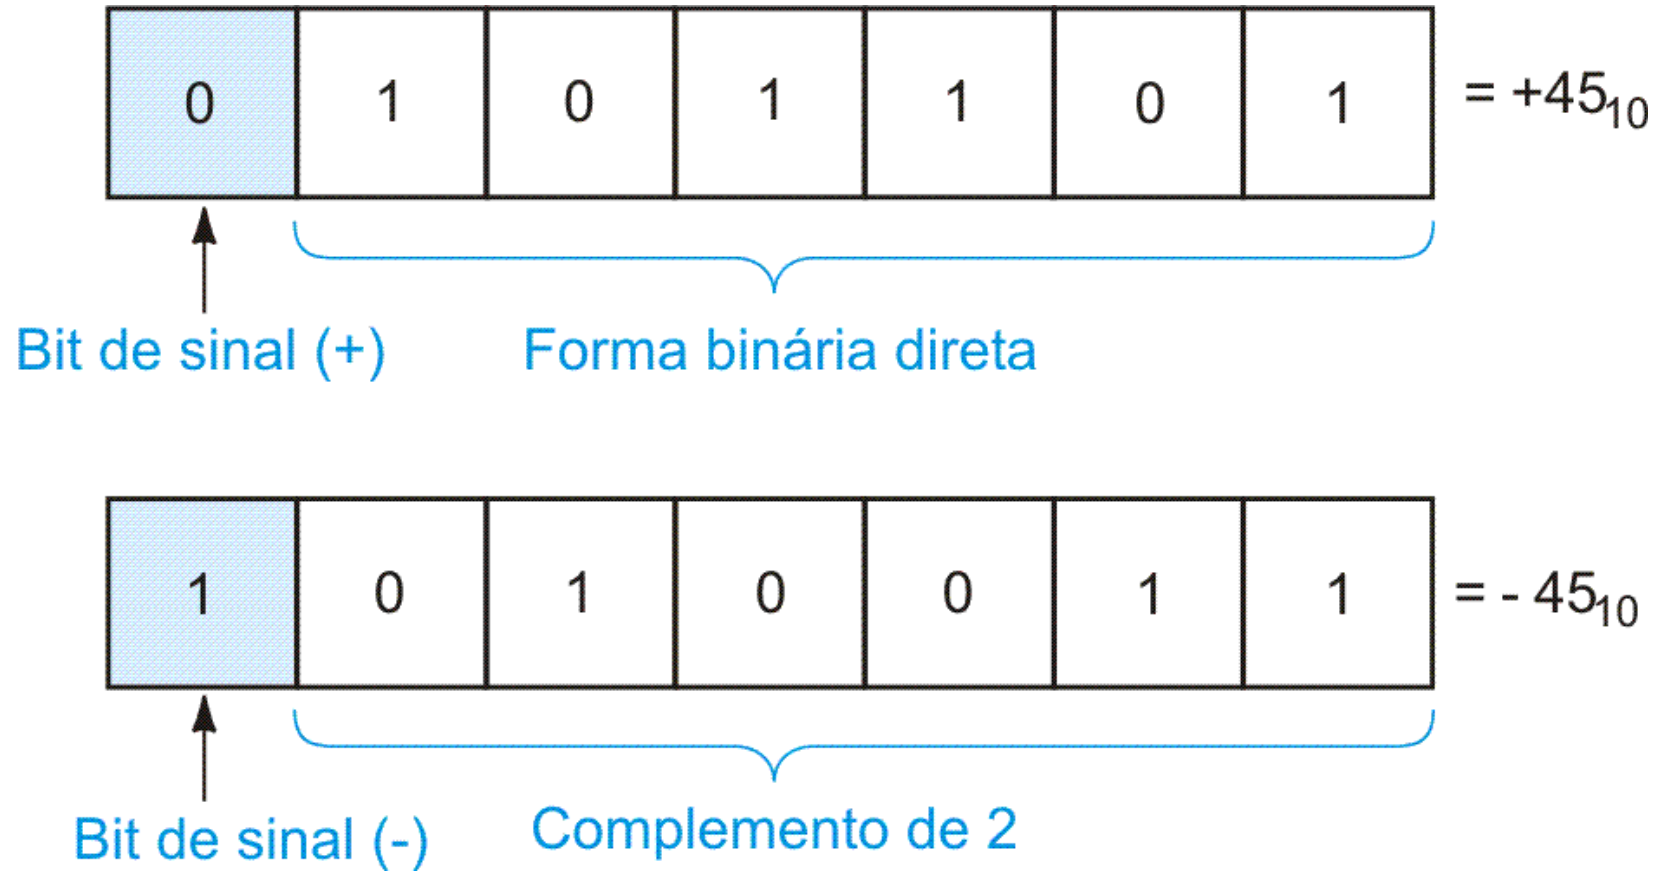 0 1 0 1 1 0 1 = +45₁₀
Bit de sinal (+) Forma binária direta
1 0 1 0 0 1 1 = - 45₁₀
Bit de sinal (-) Complemento de 2